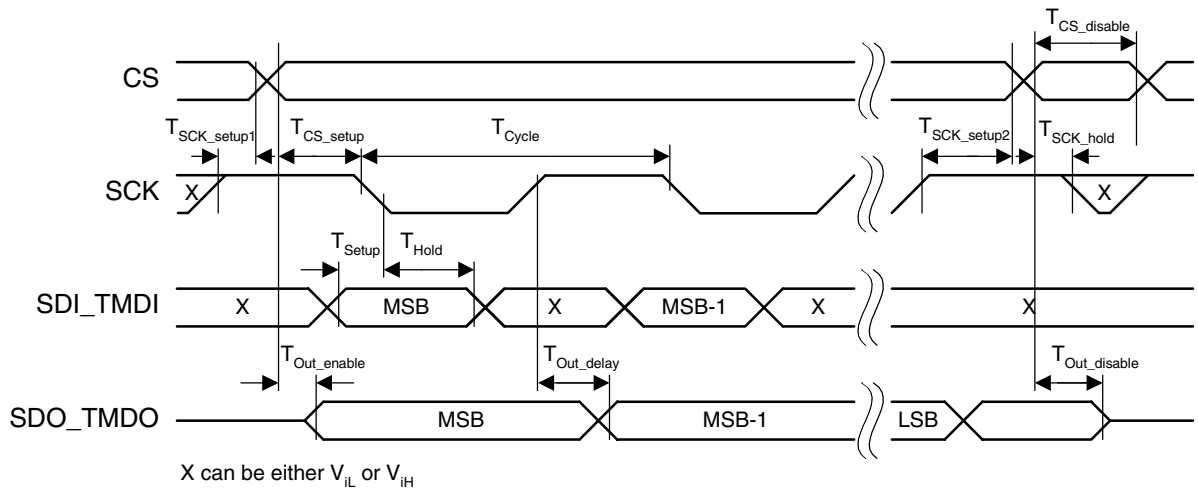 T_CS_disable
CS
T_SCK_setup1 T_CS_setup T_Cycle T_SCK_setup2 T_SCK_hold
SCK X X
T_Setup T_Hold
SDI_TMDI X MSB X MSB-1 X X
T_Out_enable T_Out_delay T_Out_disable
SDO_TMDO MSB MSB-1 LSB
X can be either V_iL or V_iH